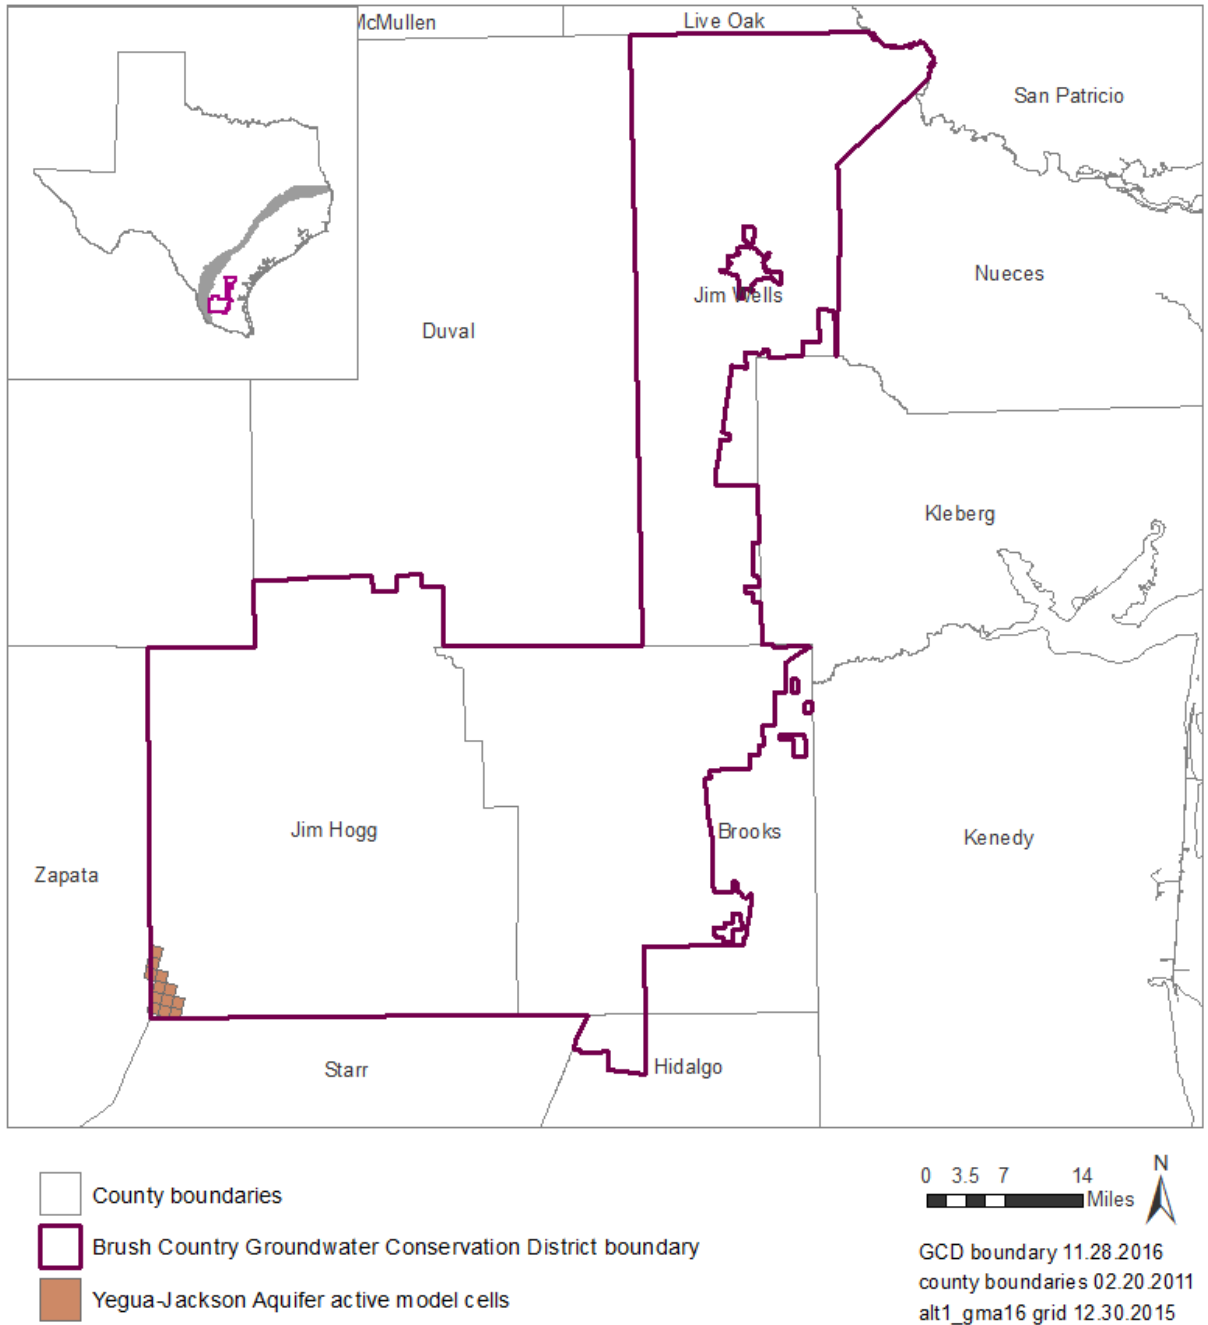 McMullen
Live Oak
San Patricio
Nueces
Jim Wells
Duval
Kleberg
Jim Hogg
Brooks
Kenedy
Zapata
Starr
Hidalgo
County boundaries
Brush Country Groundwater Conservation District boundary
Yegua-Jackson Aquifer active model cells
0 3.5 7 14
Miles
N
GCD boundary 11.28.2016
county boundaries 02.20.2011
alt1_gma16 grid 12.30.2015